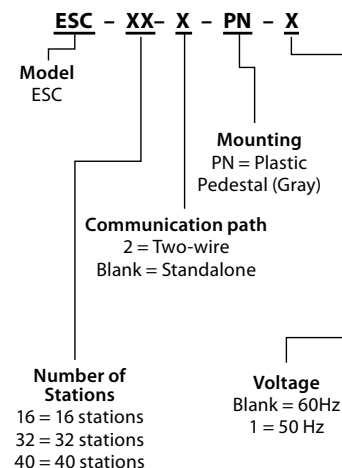 ESC – XX– X – PN – X
Model
ESC
Mounting
PN = Plastic
Pedestal (Gray)
Communication path
2 = Two-wire
Blank = Standalone
Number of
Stations
16 = 16 stations
32 = 32 stations
40 = 40 stations
Voltage
Blank = 60Hz
1 = 50 Hz